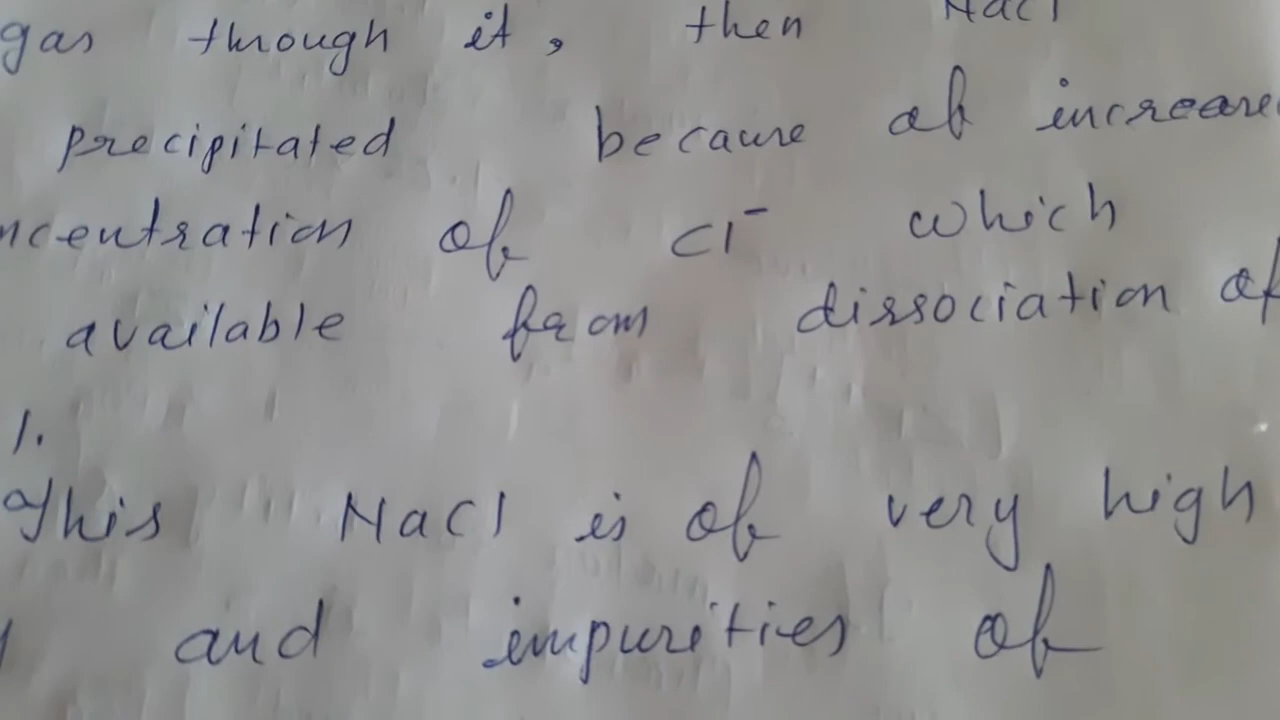 gas through it, then NaCl
precipitated because of increase
ncentration of Cl⁻ which
available from dissociation of
l.
This NaCl is of very high
y and impurities of